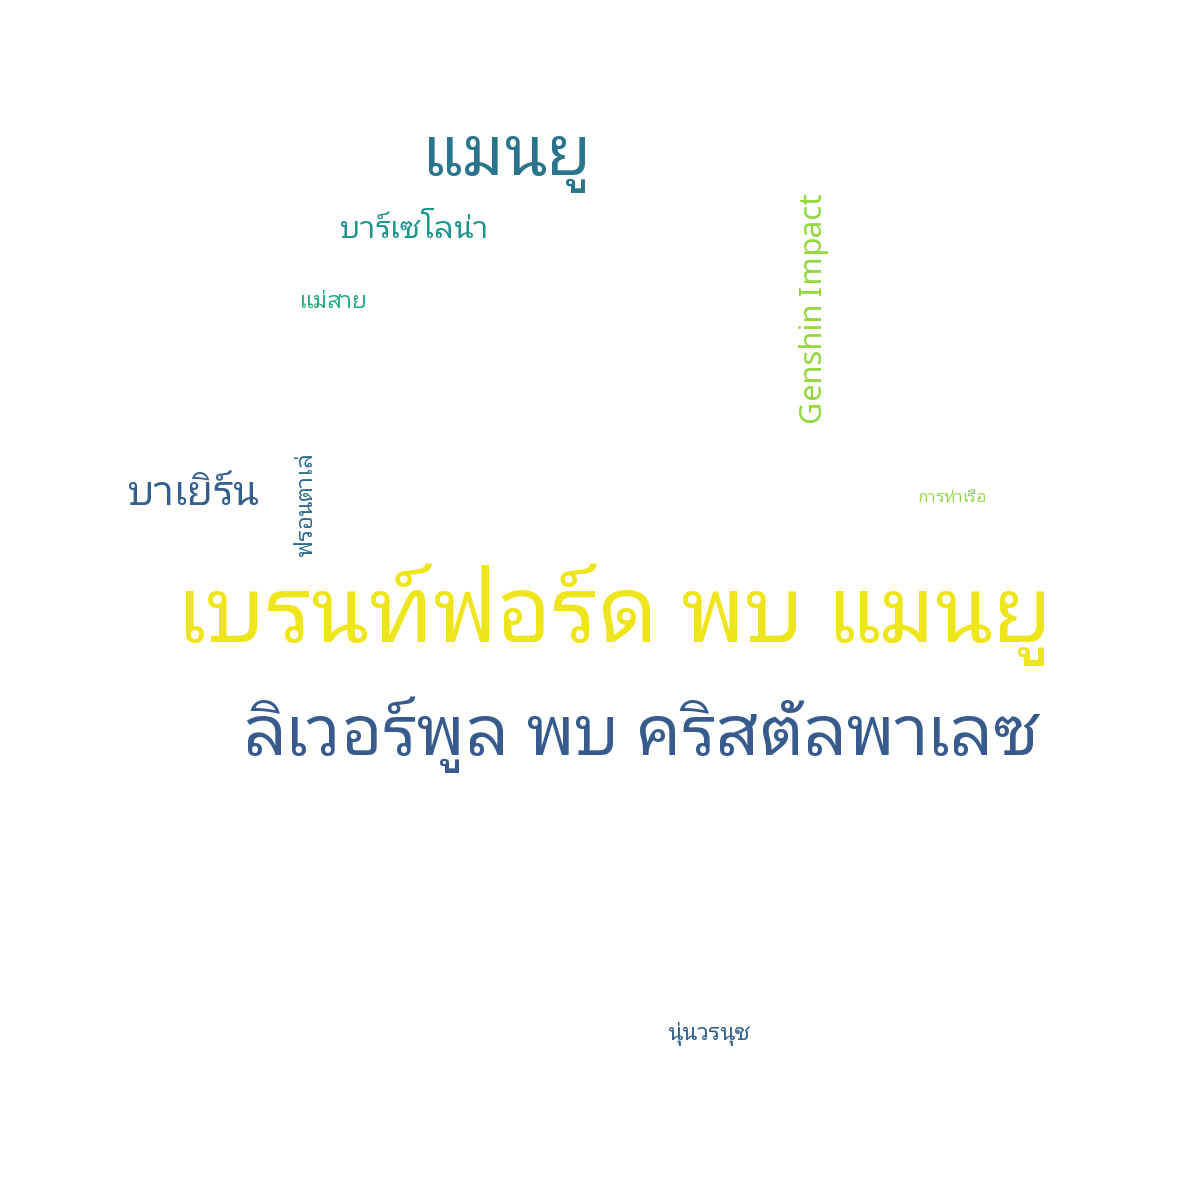 แมนยู
บาร์เซโลน่า
Genshin Impact
แม่สาย
บาเยิร์น
ฟรอนตาเล่
การท่าเรือ
เบรนท์ฟอร์ด พบ แมนยู
ลิเวอร์พูล พบ คริสตัลพาเลซ
นุ่นวรนุช